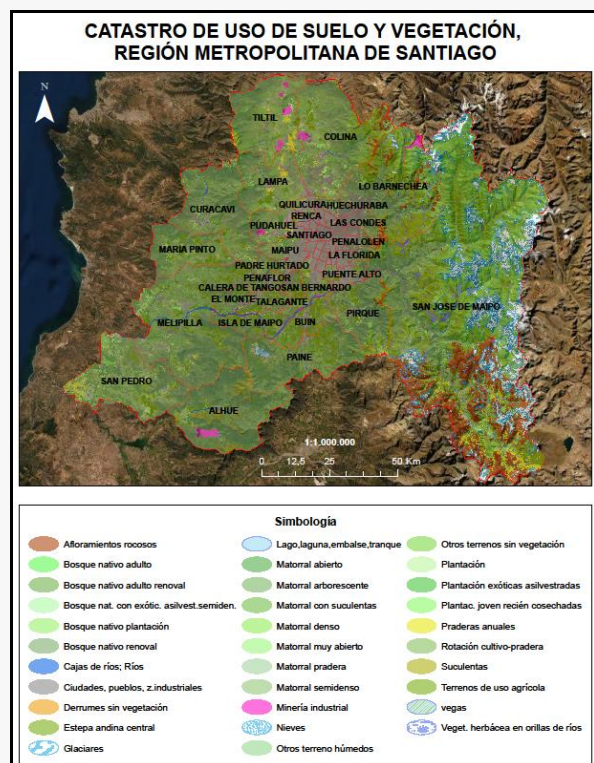 CATASTRO DE USO DE SUELO Y VEGETACIÓN,
REGIÓN METROPOLITANA DE SANTIAGO
N
TILTIL
COLINA
LAMPA
LO BARNECHEA
QUILICURA HUECHURABA
CURACAVI
RENCA
PUDAHUEL
LAS CONDES
SANTIAGO
PENALOLEN
MARIA PINTO
MAIPU
LA FLORIDA
PADRE HURTADO
PEÑAFLOR
PUENTE ALTO
CALERA DE TANGO SAN BERNARDO
EL MONTE
TALAGANTE
SAN JOSE DE MAIPO
PIRQUE
MELIPILLA
ISLA DE MAIPO
BUIN
PAINE
SAN PEDRO
ALHUE
1:1.000.000
0 12,5 25 50 Km
Simbología
Afloramientos rocosos
Bosque nativo adulto
Bosque nativo adulto renoval
Bosque nat. con exótic. asilvest.semiden.
Bosque nativo plantación
Bosque nativo renoval
Cajas de ríos; Ríos
Ciudades, pueblos, z.industriales
Derrumes sin vegetación
Estepa andina central
Glaciares
Lago,laguna,embalse,tranque
Matorral abierto
Matorral arborescente
Matorral con suculentas
Matorral denso
Matorral muy abierto
Matorral pradera
Matorral semidenso
Minería industrial
Nieves
Otros terreno húmedos
Otros terrenos sin vegetación
Plantación
Plantación exóticas asilvestradas
Plantac. joven recién cosechadas
Praderas anuales
Rotación cultivo-pradera
Suculentas
Terrenos de uso agrícola
vegas
Veget. herbácea en orillas de ríos